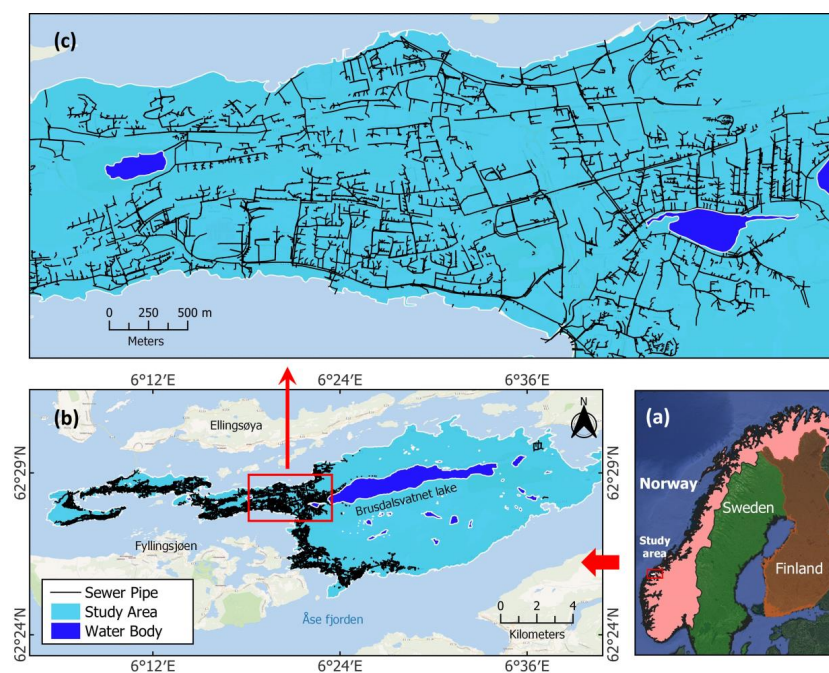 (c)
0 250 500 m
Meters
6°12′E 6°24′E 6°36′E
(b)
N
Ellingsøya
62°29′N
62°29′N
Brusdalsvatnet lake
Fyllingsjøen
Sewer Pipe
Study Area
Water Body
Åse fjorden
0 2 4
Kilometers
62°24′N
62°24′N
6°12′E 6°24′E 6°36′E
(a)
Norway
Sweden
Study
area
Finland